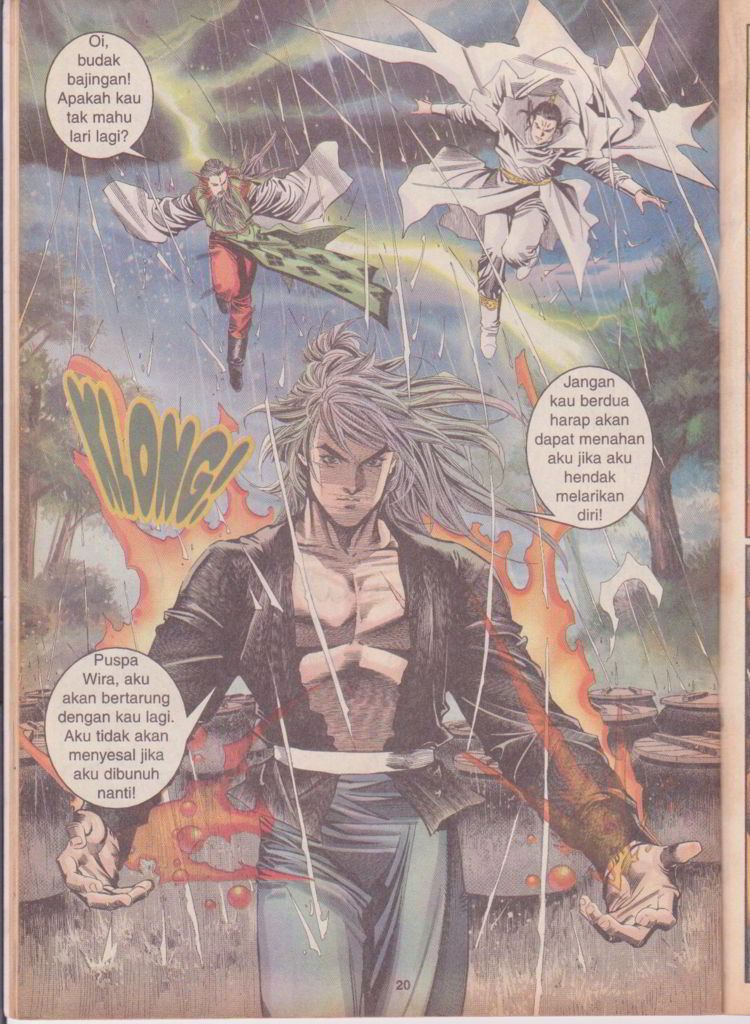 Oi,
budak
bajingan!
Apakah kau
tak mahu
lari lagi?
Jangan
kau berdua
harap akan
dapat menahan
aku jika aku
hendak
melarikan
diri!
KLONG!
Puspa
Wira, aku
akan bertarung
dengan kau lagi.
Aku tidak akan
menyesal jika
aku dibunuh
nanti!
20